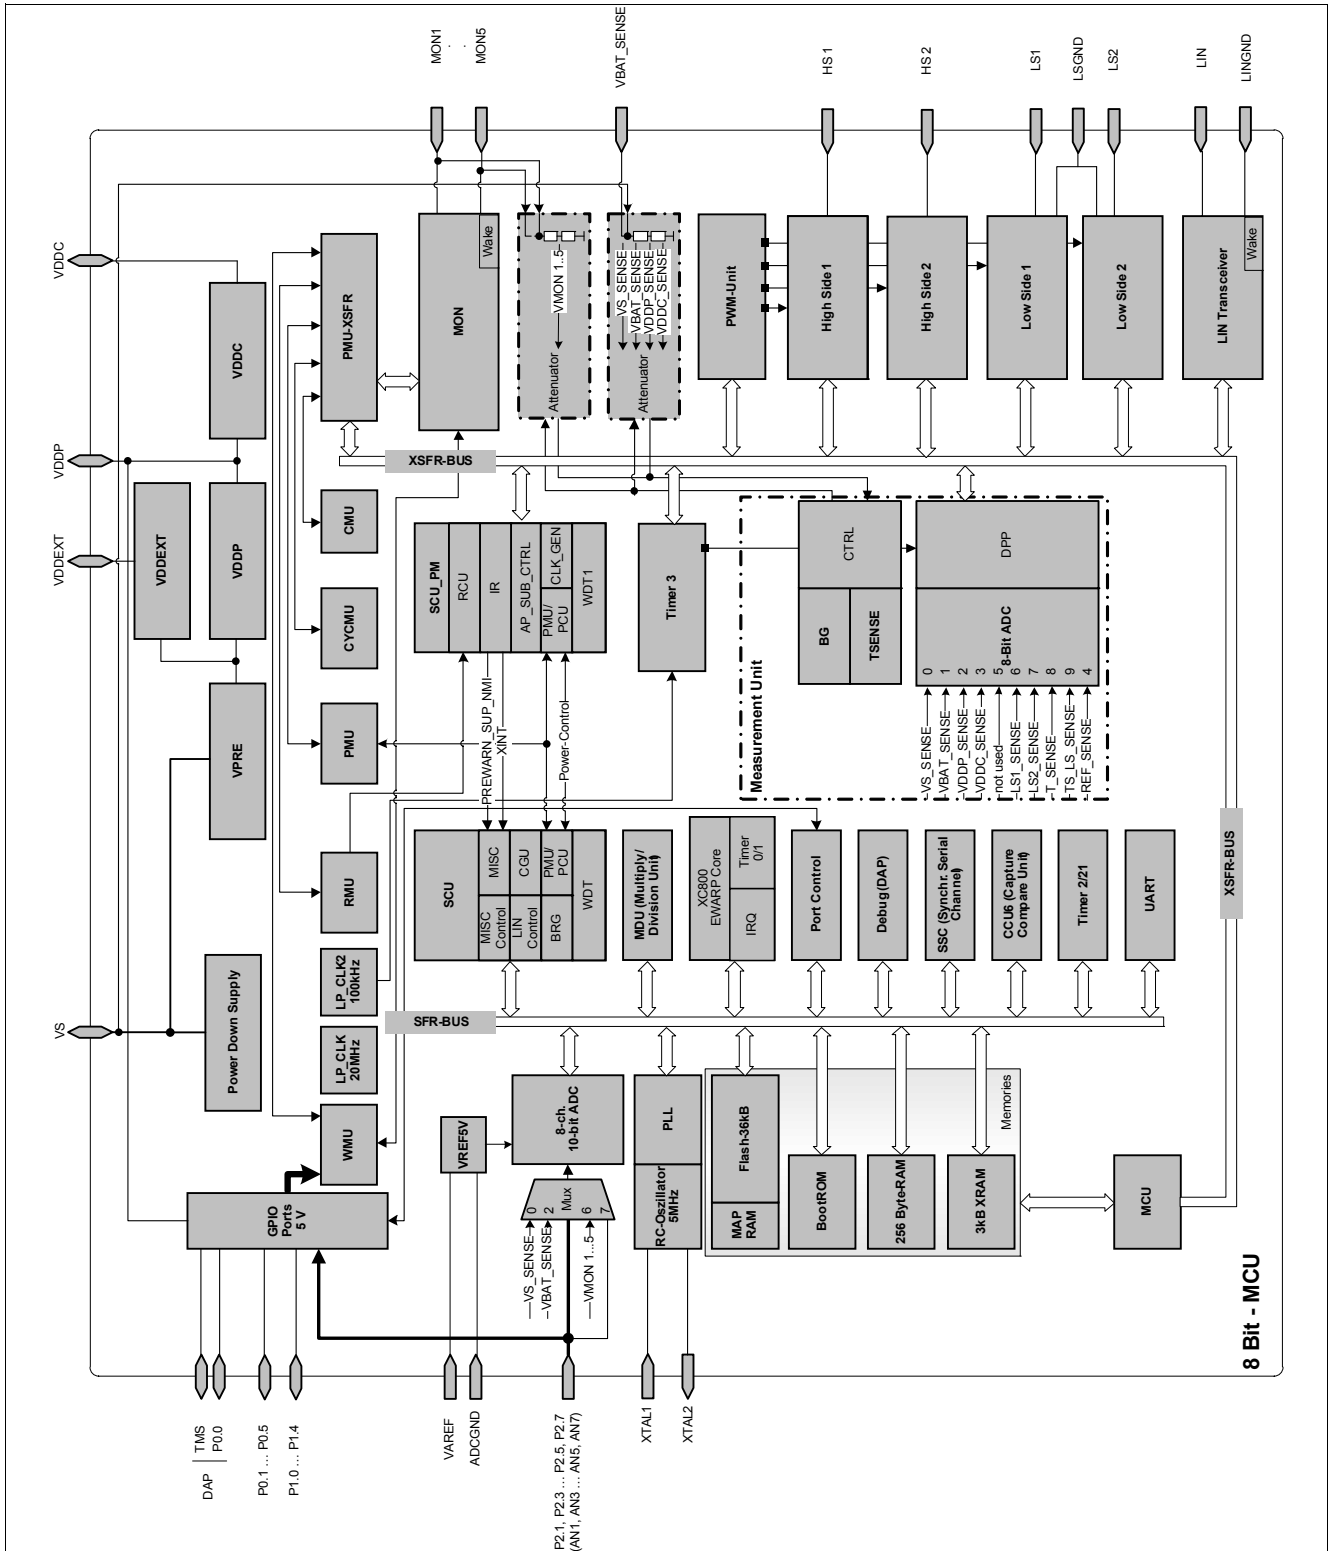 VS
VDDEXT
VDDP
VDDC
MON1
.
.
MON5
VBAT_SENSE
HS 1
HS 2
LS1
LSGND
LS2
LIN
LINGND
Power Down Supply
VPRE
VDDEXT
VDDP
VDDC
GPIO
Ports
5 V
WMU
LP_CLK
20MHz
LP_CLK2
100kHz
RMU
PMU
CYCMU
CMU
PMU-XSFR
MON
Wake
VMON 1..5
Attenuator
VS_SENSE
VBAT_SENSE
VDDP_SENSE
VDDC_SENSE
Attenuator
PWM-Unit
High Side 1
High Side 2
Low Side 1
Low Side 2
LIN Transceiver
Wake
XSFR-BUS
SCU_PM
RCU
IR
AP_SUB_CTRL
PMU/
PCU
CLK_GEN
WDT1
Timer 3
PREWARN_SUP_NMI
XINT
Power-Control
Measurement Unit
CTRL
BG
TSENSE
DPP
8-Bit ADC
0
1
2
3
5
6
7
8
9
4
VS_SENSE
VBAT_SENSE
VDDP_SENSE
VDDC_SENSE
not used
LS1_SENSE
LS2_SENSE
T_SENSE
TS_LS_SENSE
REF_SENSE
SCU
MISC
Control
MISC
LIN
Control
CGU
BRG
PMU/
PCU
WDT
MDU (Multiply/
Division Unit)
XC800
EWARP Core
IRQ
Timer
0/1
Port Control
Debug (DAP)
SSC (Synchr. Serial
Channel)
CCU6 (Capture
Compare Unit)
Timer 2/21
UART
XSFR-BUS
SFR-BUS
VREF5V
8-ch.
10-bit ADC
Mux
0
2
6
7
VS_SENSE
VBAT_SENSE
VMON 1...5
RC-Oszillator
5MHz
PLL
MAP
RAM
Flash-36kB
BootROM
256 Byte-RAM
3kB XRAM
Memories
MCU
8 Bit - MCU
DAP
TMS
P0.0
P0.1 ... P0.5
P1.0 ... P1.4
VAREF
ADCGND
P2.1, P2.3 ... P2.5, P2.7
(AN1, AN3 ... AN5, AN7)
XTAL1
XTAL2